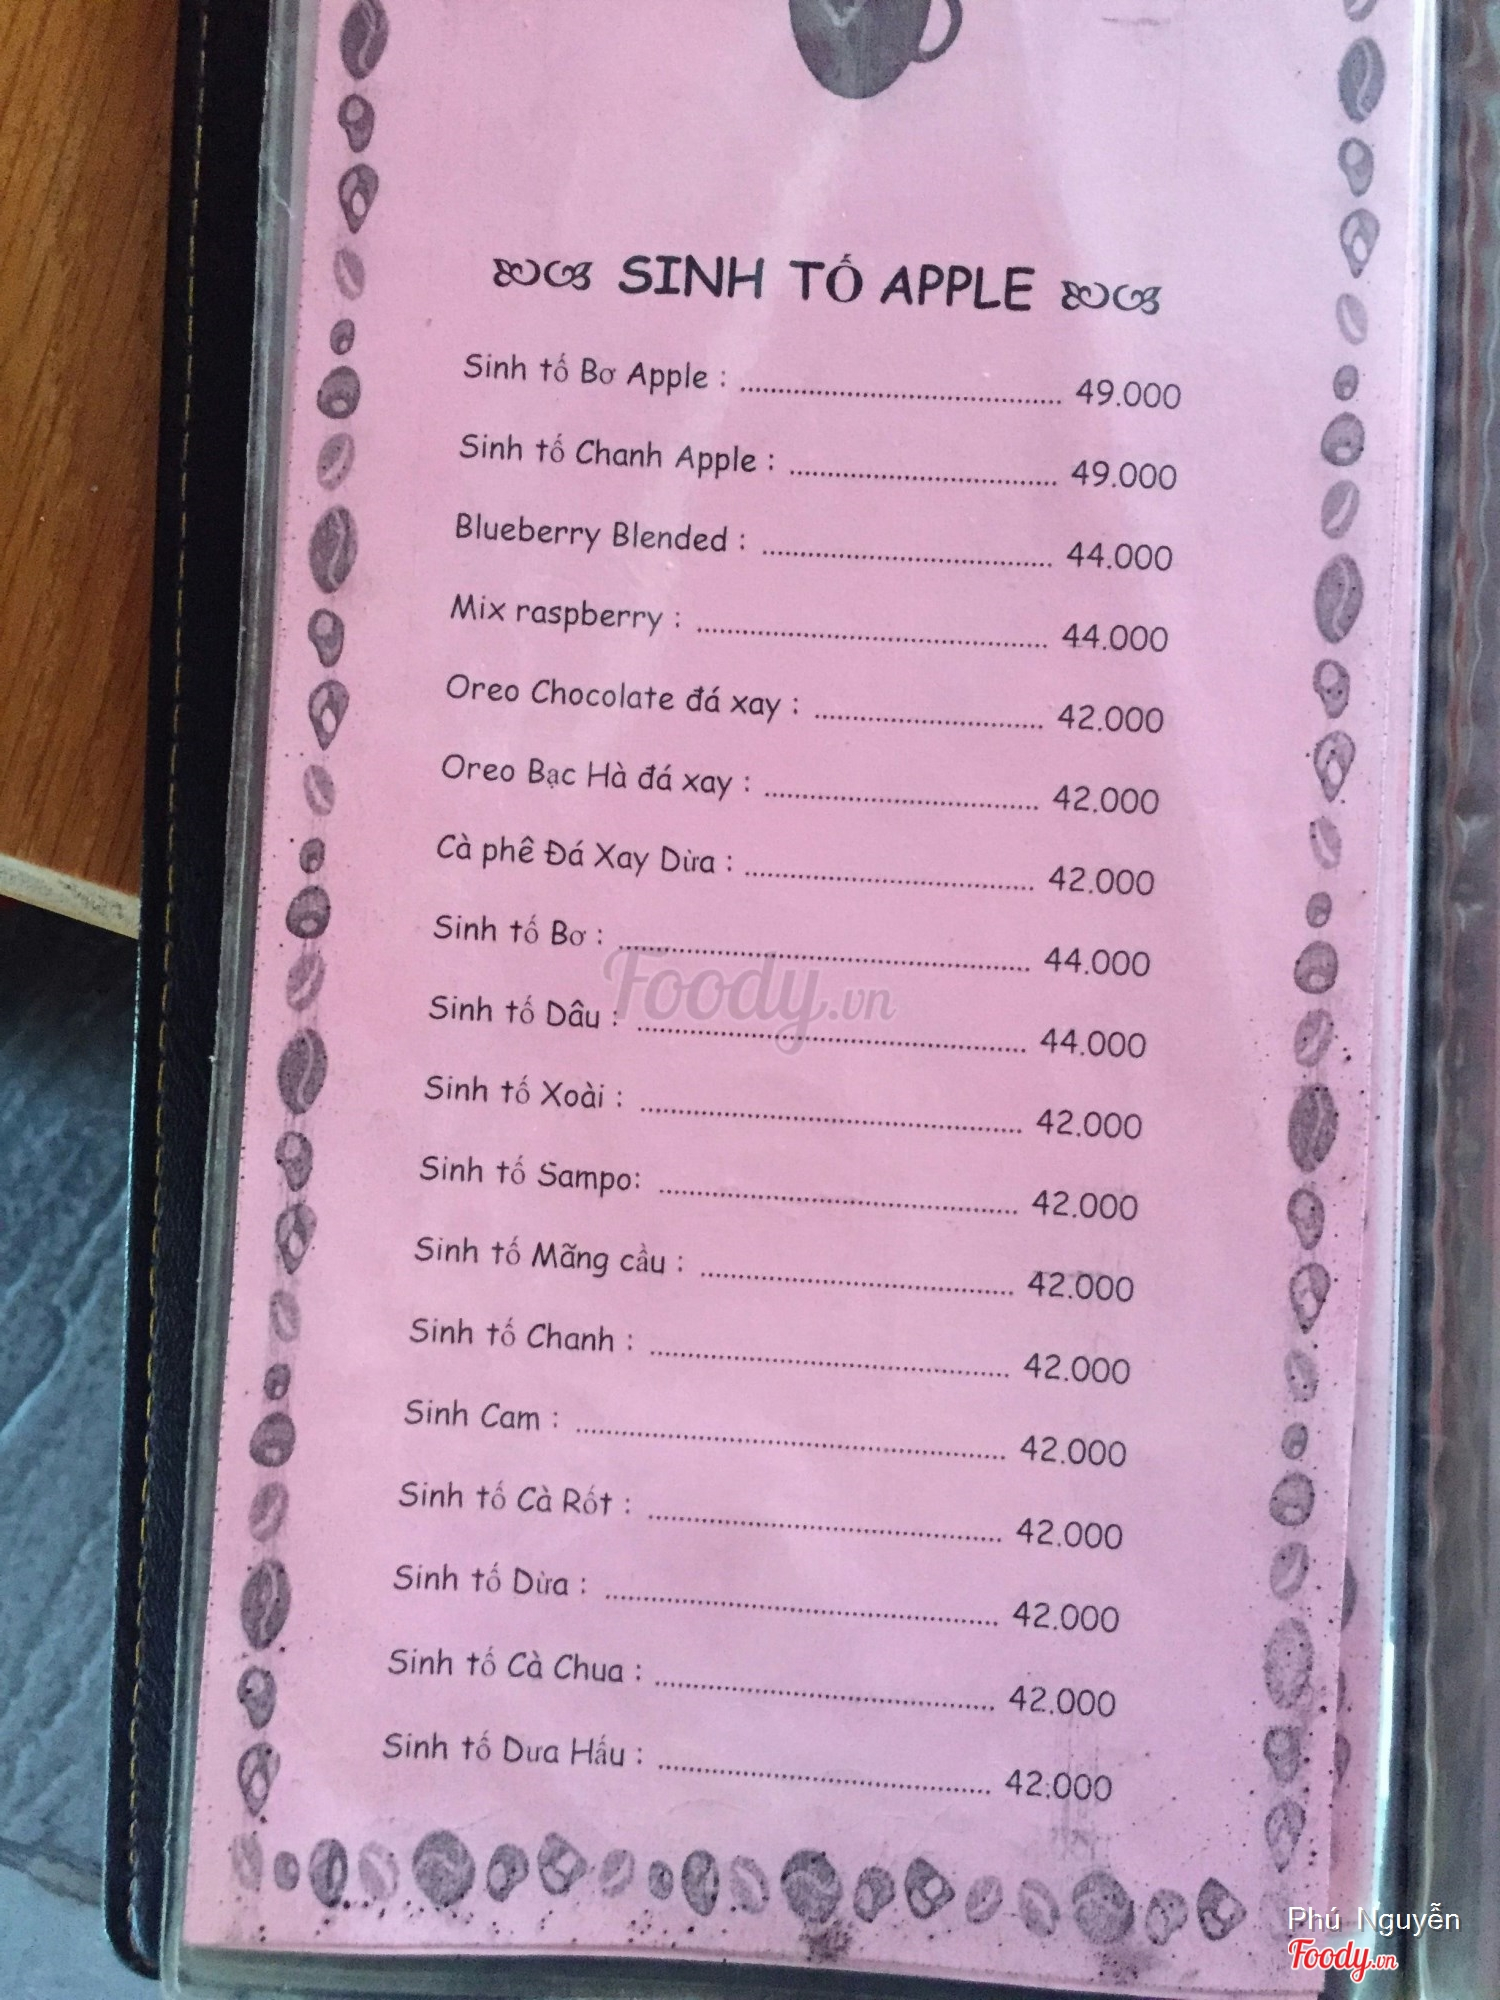 SINH TỐ APPLE
Sinh tố Bơ Apple : ........ 49.000
Sinh tố Chanh Apple : ........ 49.000
Blueberry Blended : ........ 44.000
Mix raspberry : ........ 44.000
Oreo Chocolate đá xay : ........ 42.000
Oreo Bạc Hà đá xay : ........ 42.000
Cà phê Đá Xay Dừa : ........ 42.000
Sinh tố Bơ : ........ 44.000
Foody.vn
Sinh tố Dâu : ........ 44.000
Sinh tố Xoài : ........ 42.000
Sinh tố Sampo: ........ 42.000
Sinh tố Mãng cầu : ........ 42.000
Sinh tố Chanh : ........ 42.000
Sinh Cam : ........ 42.000
Sinh tố Cà Rốt : ........ 42.000
Sinh tố Dừa : ........ 42.000
Sinh tố Cà Chua : ........ 42.000
Sinh tố Dưa Hấu : ........ 42.000
Phú Nguyễn
Foody.vn